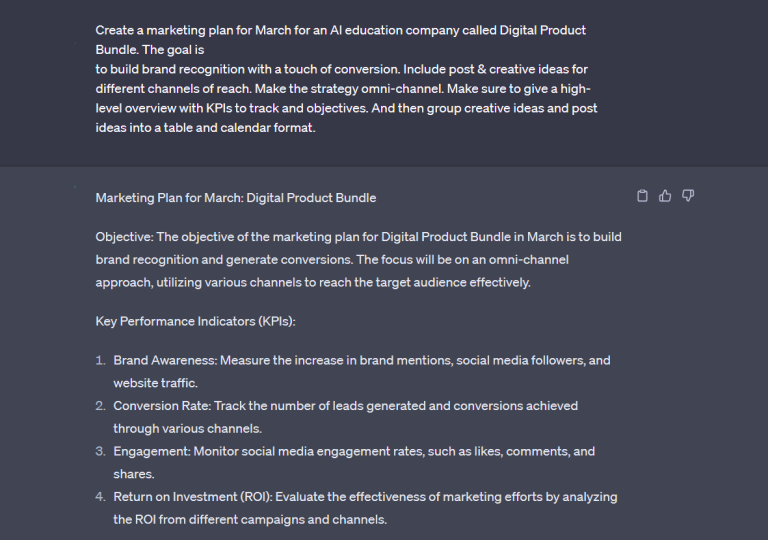 Create a marketing plan for March for an AI education company called Digital Product
Bundle. The goal is
to build brand recognition with a touch of conversion. Include post & creative ideas for
different channels of reach. Make the strategy omni-channel. Make sure to give a high-
level overview with KPIs to track and objectives. And then group creative ideas and post
ideas into a table and calendar format.
Marketing Plan for March: Digital Product Bundle
Objective: The objective of the marketing plan for Digital Product Bundle in March is to build
brand recognition and generate conversions. The focus will be on an omni-channel
approach, utilizing various channels to reach the target audience effectively.
Key Performance Indicators (KPIs):
1. Brand Awareness: Measure the increase in brand mentions, social media followers, and
website traffic.
2. Conversion Rate: Track the number of leads generated and conversions achieved
through various channels.
3. Engagement: Monitor social media engagement rates, such as likes, comments, and
shares.
4. Return on Investment (ROI): Evaluate the effectiveness of marketing efforts by analyzing
the ROI from different campaigns and channels.